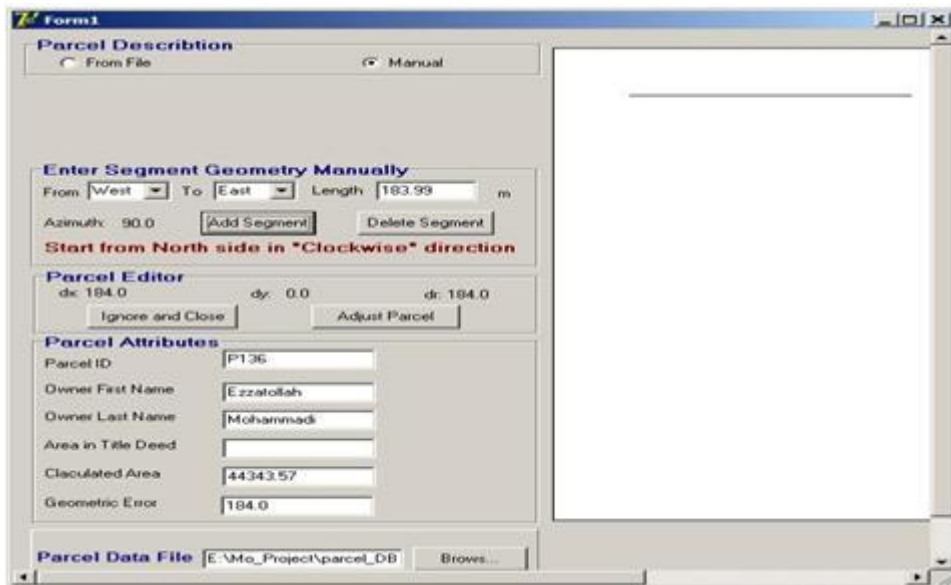 Form1
Parcel Describtion
From File Manual
Enter Segment Geometry Manually
From West To East Length 183.99 m
Azimuth: 90.0 Add Segment Delete Segment
Start from North side in "Clockwise" direction
Parcel Editor
dx: 184.0 dy: 0.0 dr: 184.0
Ignore and Close Adjust Parcel
Parcel Attributes
Parcel ID P136
Owner First Name Ezzatollah
Owner Last Name Mohammadi
Area in Title Deed
Claculated Area 44343.57
Geometric Error 184.0
Parcel Data File E:\Mo_Project\parcel_DB Brows...